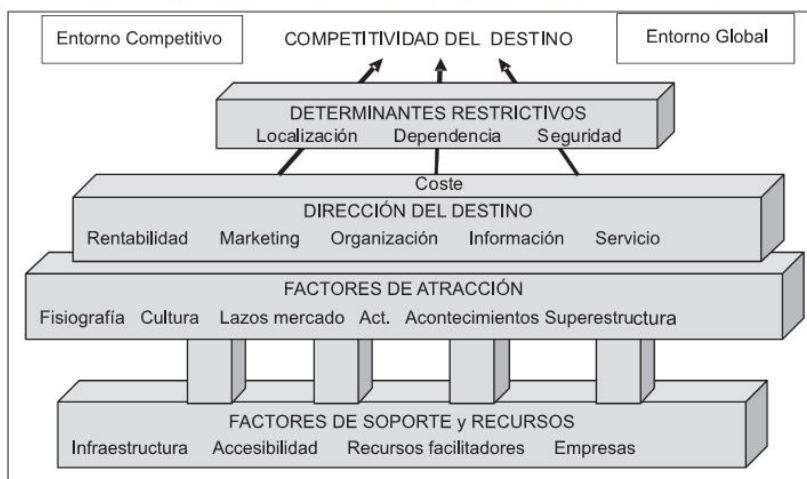 Entorno Competitivo
COMPETITIVIDAD DEL DESTINO
Entorno Global
DETERMINANTES RESTRICTIVOS
Localización Dependencia Seguridad
Coste
DIRECCIÓN DEL DESTINO
Rentabilidad Marketing Organización Información Servicio
FACTORES DE ATRACCIÓN
Fisiografía Cultura Lazos mercado Act. Acontecimientos Superestructura
FACTORES DE SOPORTE y RECURSOS
Infraestructura Accesibilidad Recursos facilitadores Empresas